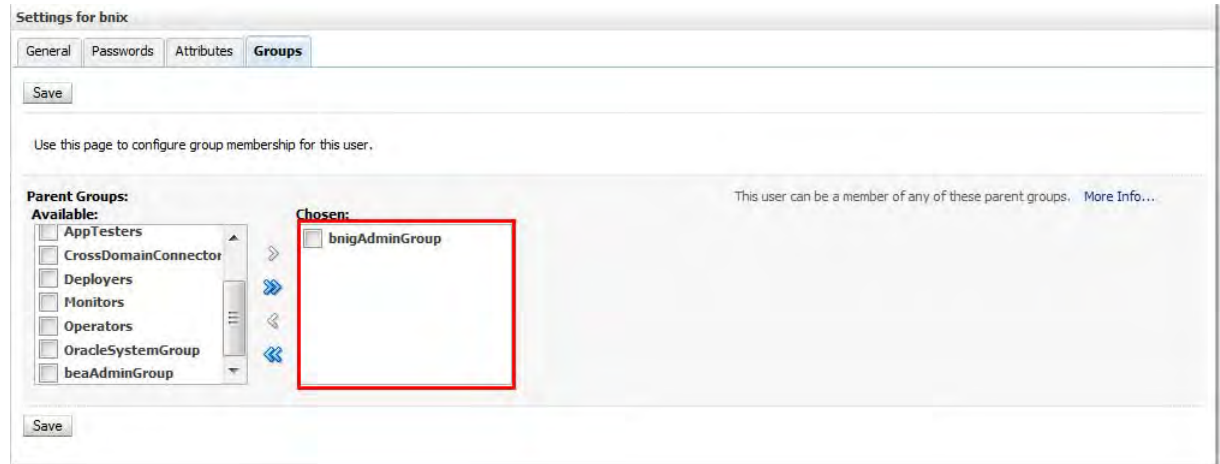 Settings for bnix
General Passwords Attributes Groups
Save
Use this page to configure group membership for this user.
Parent Groups:
This user can be a member of any of these parent groups. More Info...
Available:
Chosen:
AppTesters
CrossDomainConnector
Deployers
Monitors
Operators
OracleSystemGroup
beaAdminGroup
bnigAdminGroup
Save